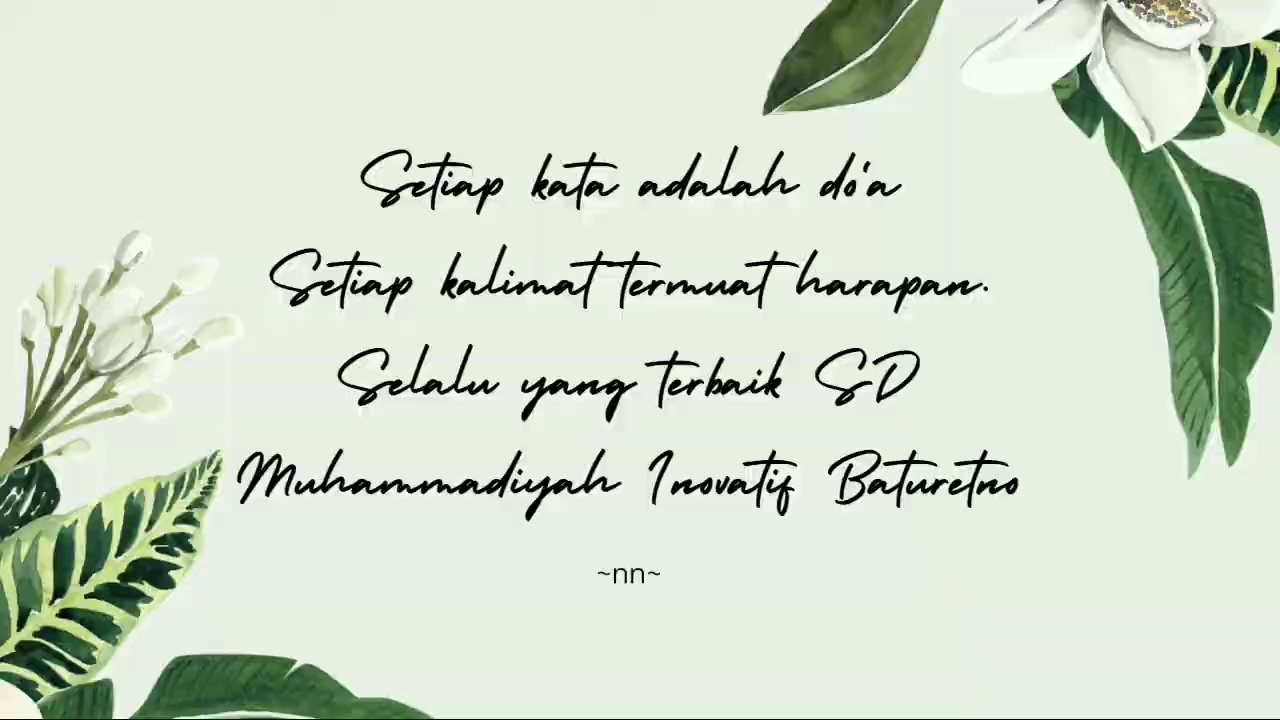 Setiap kata adalah do'a
Setiap kalimat termuat harapan.
Selalu yang terbaik SD
Muhammadiyah Inovatif Baturetno
~nn~